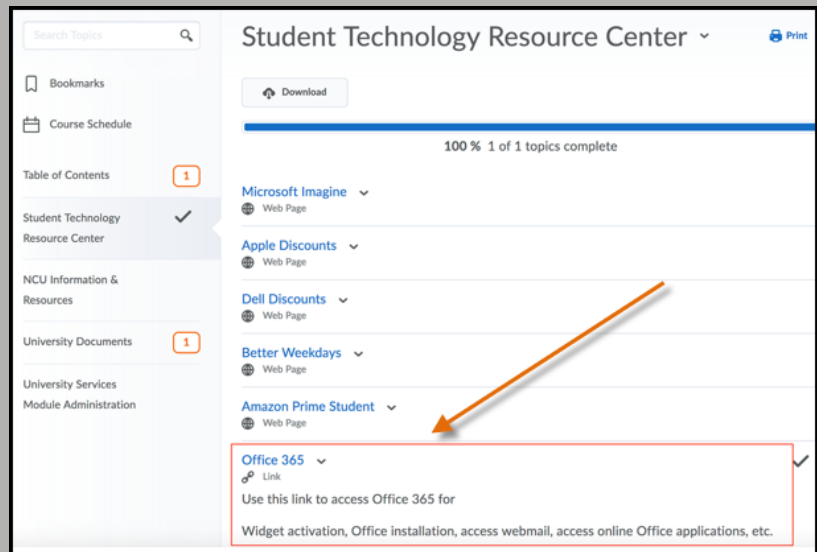 Search Topics
Bookmarks
Course Schedule
Table of Contents 1
Student Technology
Resource Center
NCU Information &
Resources
University Documents 1
University Services
Module Administration
Student Technology Resource Center
Print
Download
100 % 1 of 1 topics complete
Microsoft Imagine
Web Page
Apple Discounts
Web Page
Dell Discounts
Web Page
Better Weekdays
Web Page
Amazon Prime Student
Web Page
Office 365
Link
Use this link to access Office 365 for
Widget activation, Office installation, access webmail, access online Office applications, etc.